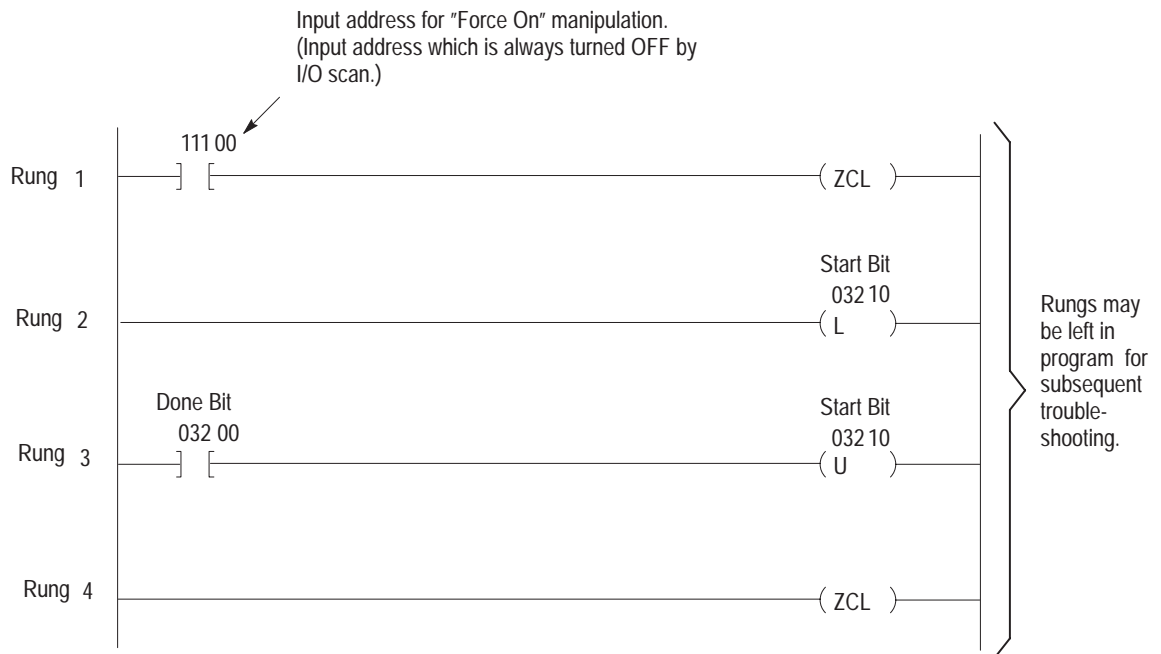 Input address for "Force On" manipulation.
(Input address which is always turned OFF by
I/O scan.)
111 00
Rung 1
] [
( ZCL )
Start Bit
032 10
Rung 2
( L )
Done Bit
032 00
Start Bit
032 10
Rung 3
] [
( U )
Rung 4
( ZCL )
Rungs may
be left in
program for
subsequent
trouble-
shooting.